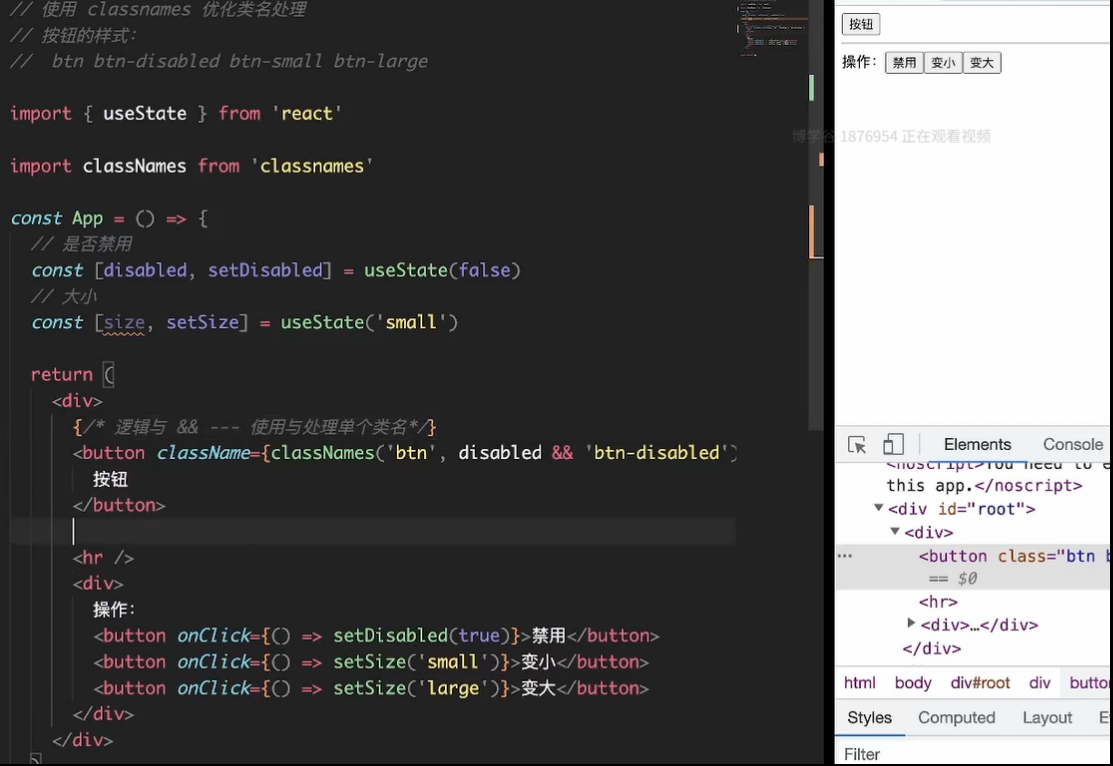 // 使用 classnames 优化类名处理
// 按钮的样式:
//  btn btn-disabled btn-small btn-large
import { useState } from 'react'
import classNames from 'classnames'
const App = () => {
// 是否禁用
const [disabled, setDisabled] = useState(false)
// 大小
const [size, setSize] = useState('small')
return (
<div>
{/* 逻辑与 && --- 使用与处理单个类名*/}
<button className={classNames('btn', disabled && 'btn-disabled')
按钮
</button>
<hr />
<div>
操作:
<button onClick={() => setDisabled(true)}>禁用</button>
<button onClick={() => setSize('small')}>变小</button>
<button onClick={() => setSize('large')}>变大</button>
</div>
</div>
)
按钮
操作: 禁用 变小 变大
博学谷 1876954 正在观看视频
Elements Console
<noscript>You need to e
this app.</noscript>
<div id="root">
<div>
<button class="btn b
== $0
<hr>
<div>…</div>
</div>
html body div#root div button
Styles Computed Layout E
Filter